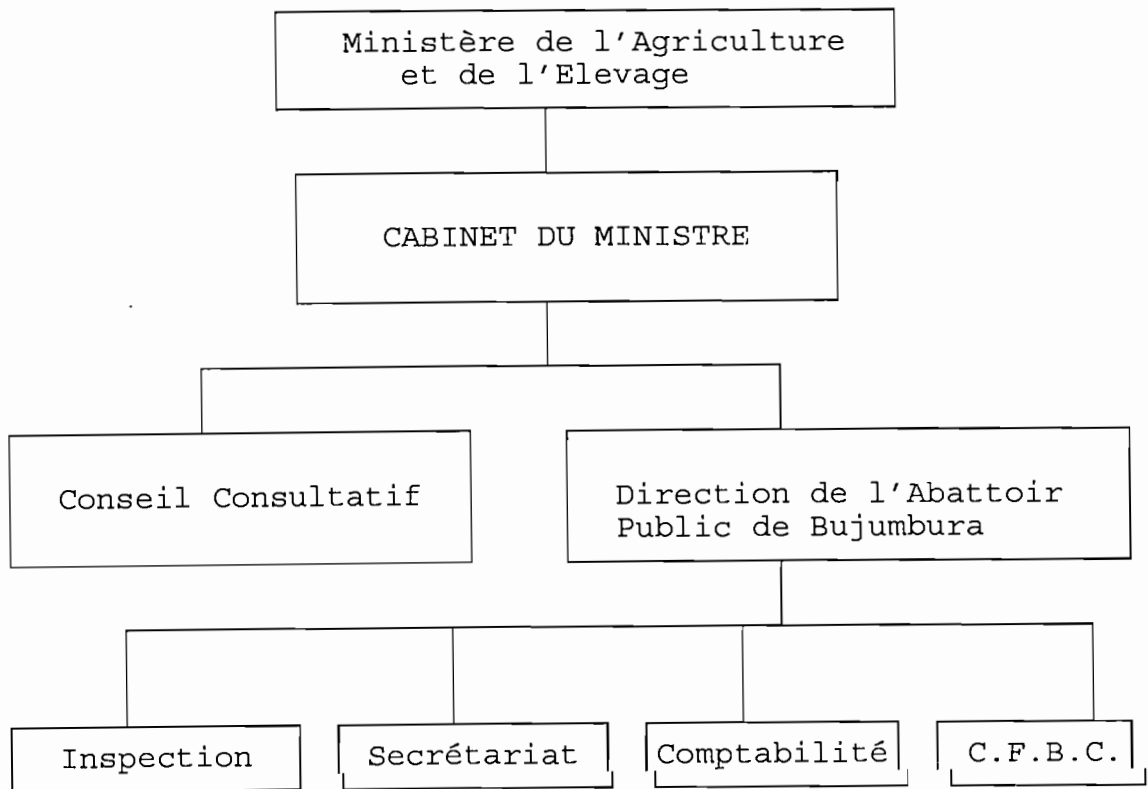 Ministère de l'Agriculture
et de l'Elevage
CABINET DU MINISTRE
Conseil Consultatif
Direction de l'Abattoir
Public de Bujumbura
Inspection
Secrétariat
Comptabilité
C.F.B.C.